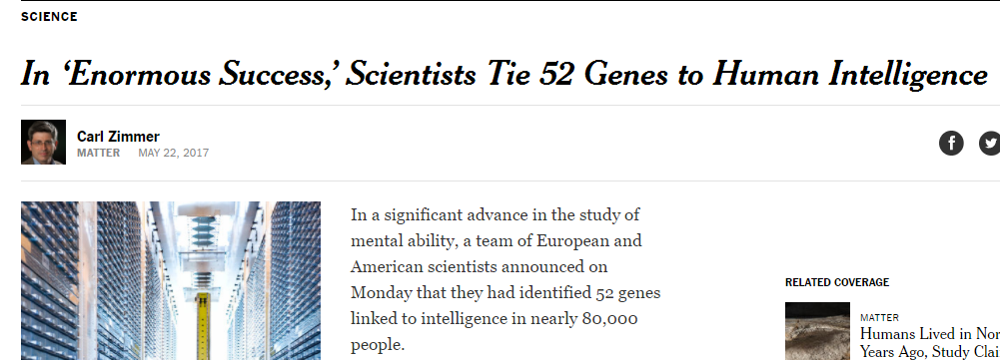 SCIENCE
In ‘Enormous Success,’ Scientists Tie 52 Genes to Human Intelligence
Carl Zimmer
MATTER MAY 22, 2017
In a significant advance in the study of
mental ability, a team of European and
American scientists announced on
Monday that they had identified 52 genes
linked to intelligence in nearly 80,000
people.
RELATED COVERAGE
MATTER
Humans Lived in Nor
Years Ago, Study Clai